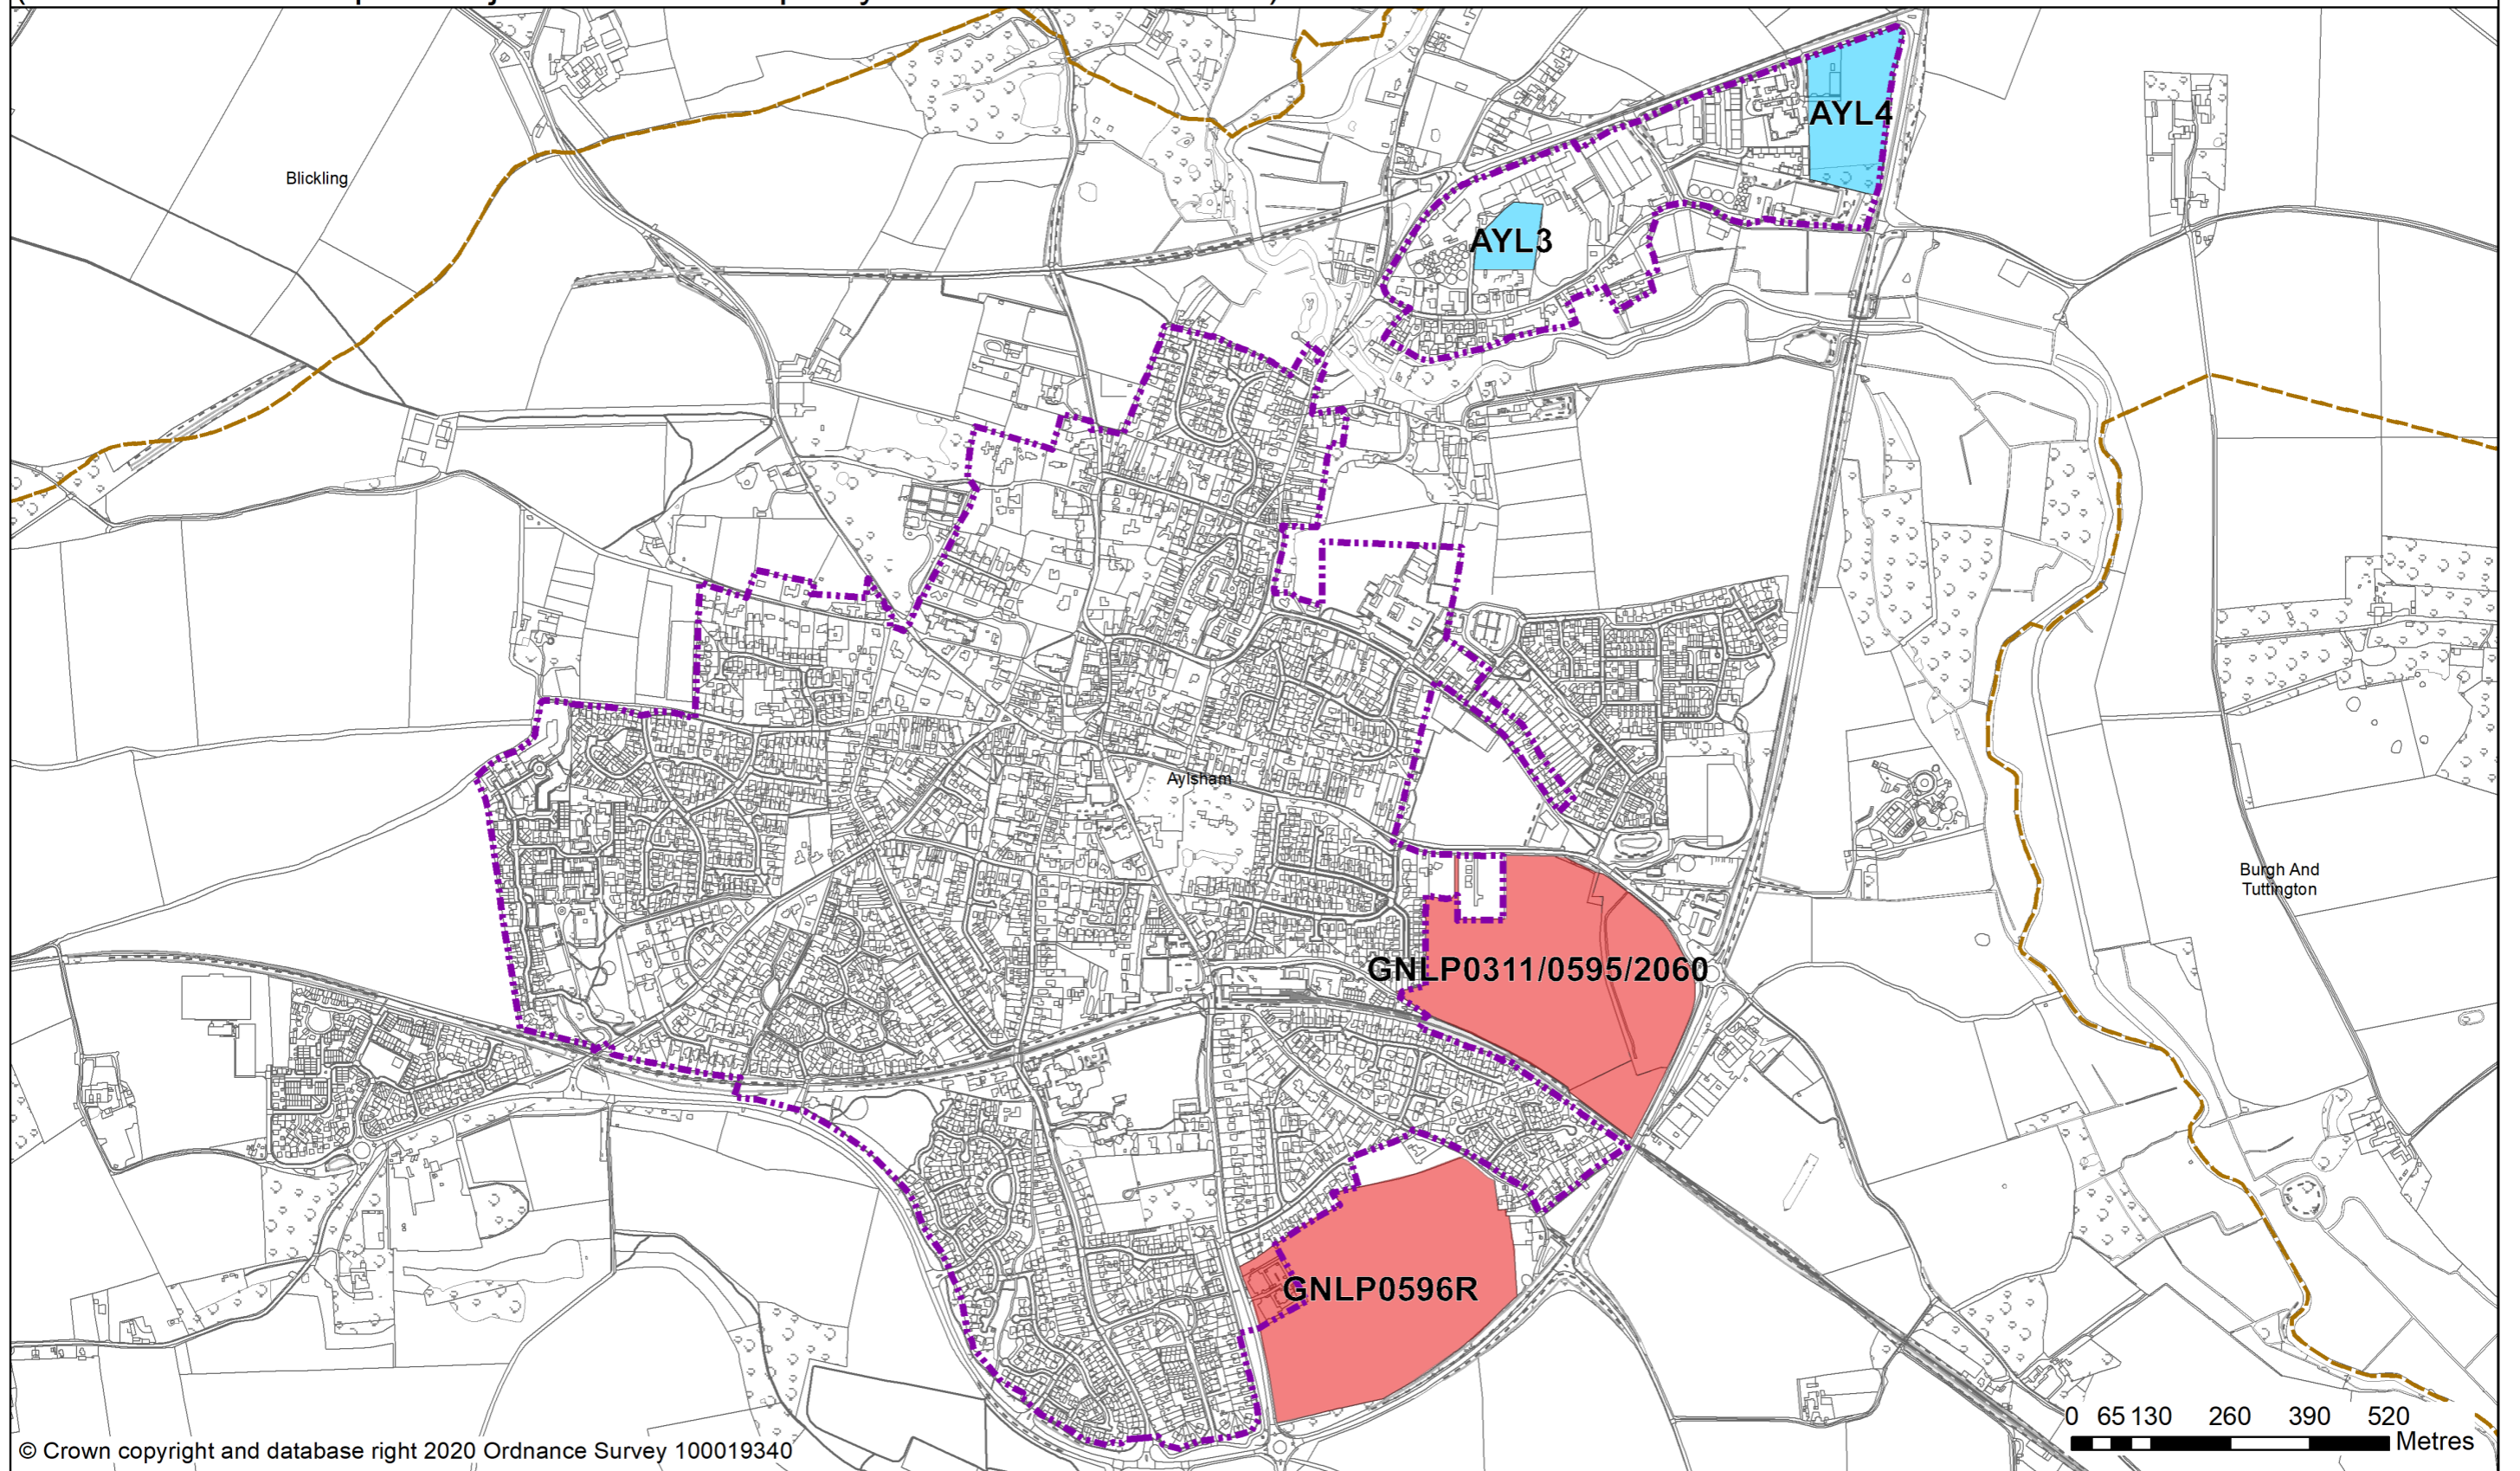 AYL4
Blickling
AYL3
Aylsham
Burgh And
Tuttington
GNLP0311/0595/2060
GNLP0596R
0 65 130 260 390 520
Metres
© Crown copyright and database right 2020 Ordnance Survey 100019340